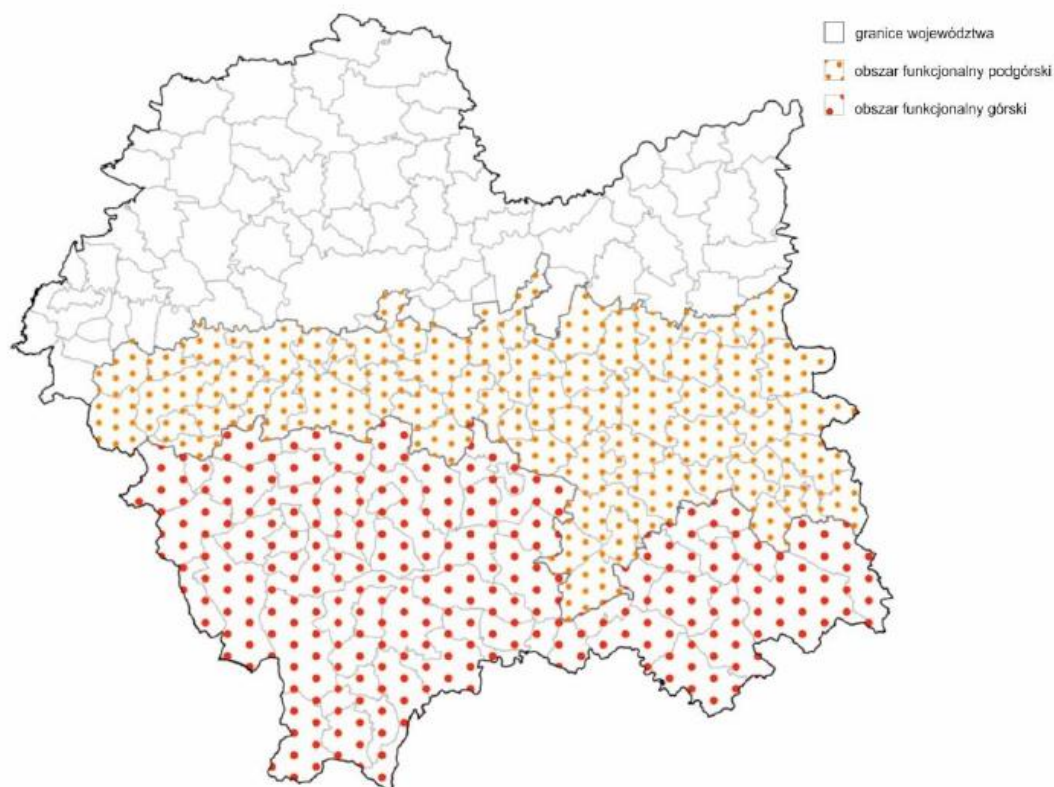 granice województwa
obszar funkcjonalny podgórski
obszar funkcjonalny górski